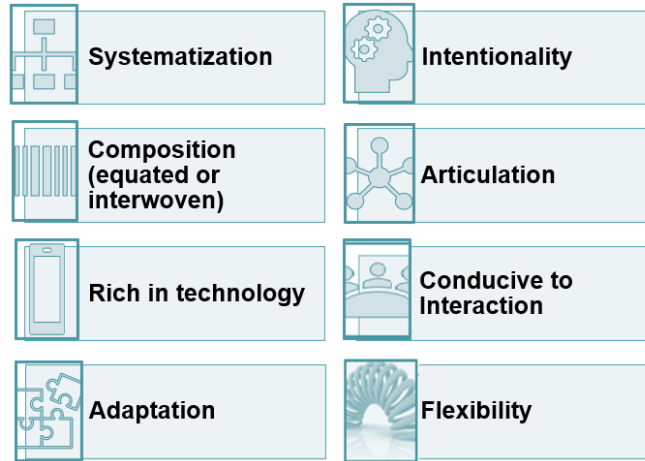 Systematization
Intentionality
Composition
(equated or
interwoven)
Articulation
Rich in technology
Conducive to
Interaction
Adaptation
Flexibility